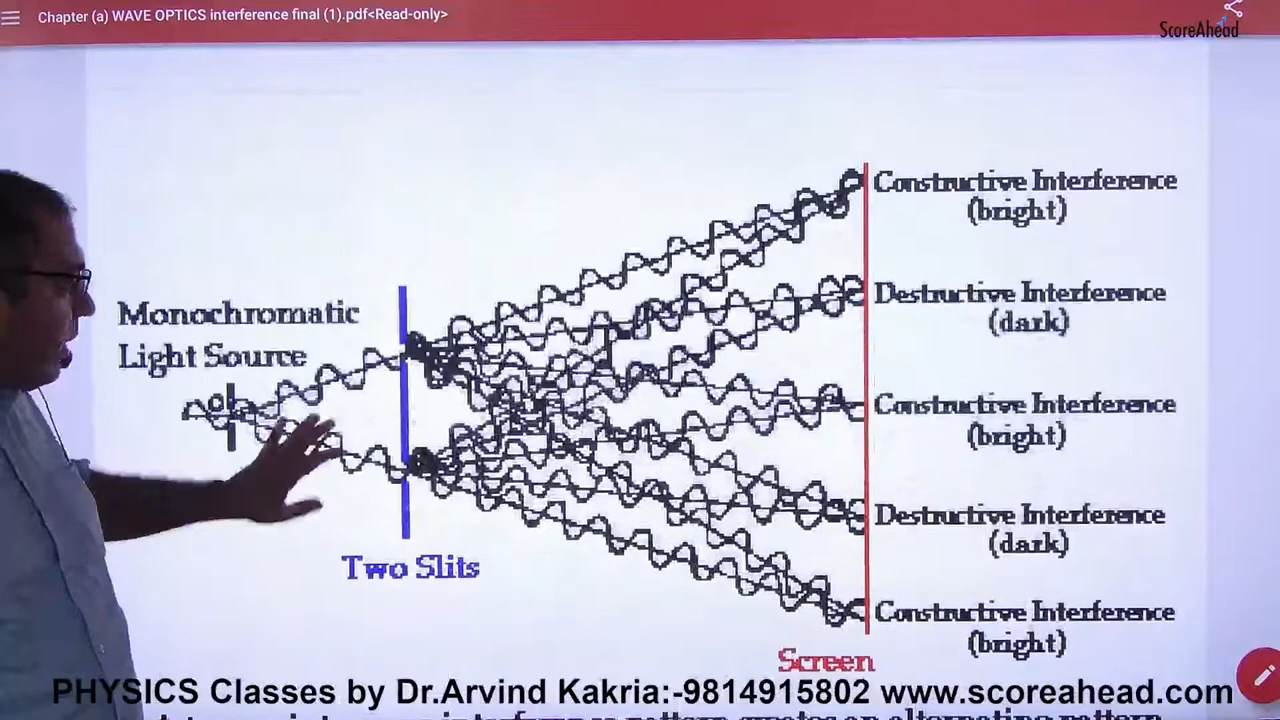 Chapter (a) WAVE OPTICS interference final (1).pdf<Read-only>
ScoreAhead
Constructive Interference
(bright)
Destructive Interference
(dark)
Monochromatic
Light Source
Constructive Interference
(bright)
Destructive Interference
(dark)
Two Slits
Constructive Interference
(bright)
Screen
PHYSICS Classes by Dr.Arvind Kakria:-9814915802 www.scoreahead.com